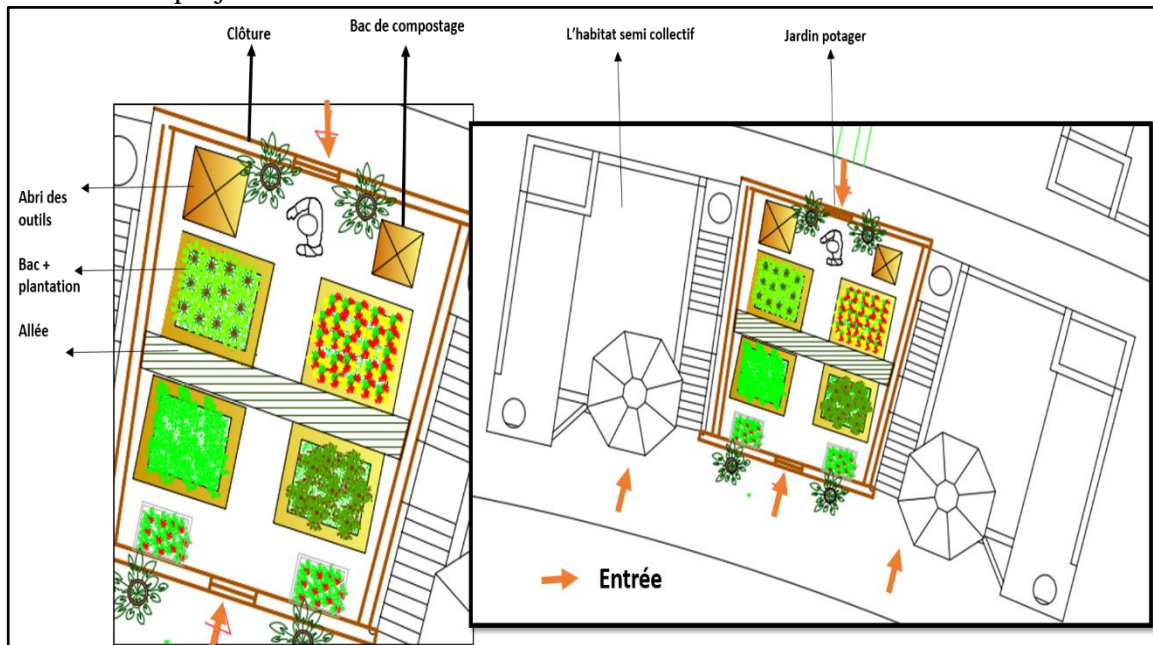 Clôture
Bac de compostage
L’habitat semi collectif
Jardin potager
Abri des
outils
Bac +
plantation
Allée
Entrée